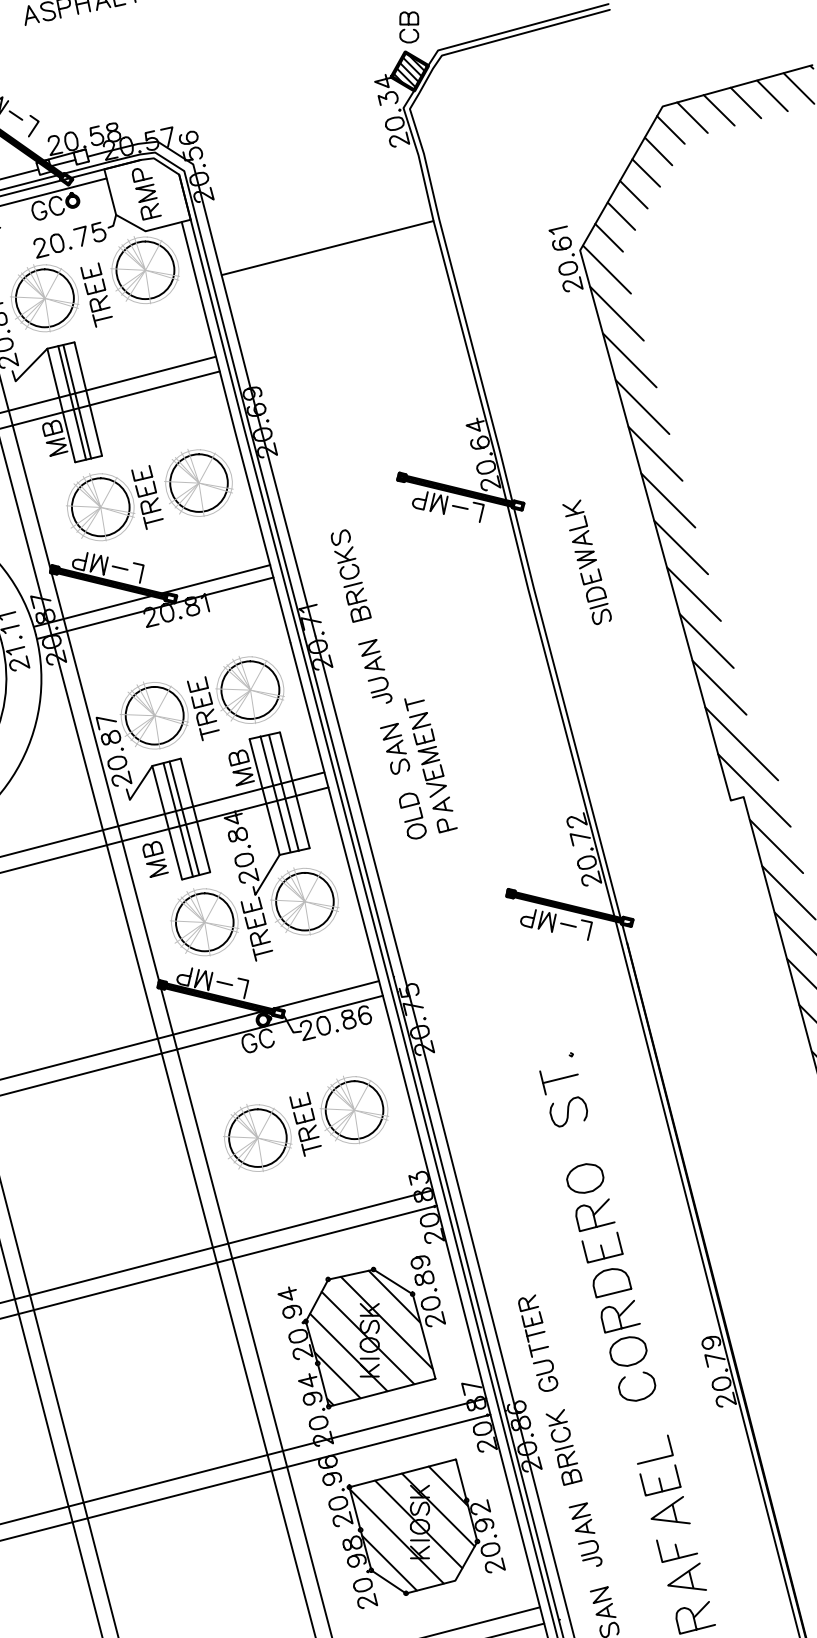 ASPHALT
CB
20.34
L-MP
20.58
20.57
20.56
GC
RMP
20.75
TREE
20.61
20.69
MB
TREE
20.64
L-MP
SIDEWALK
L-MP
20.81
20.87
21.11
20.71
OLD SAN JUAN BRICKS
PAVEMENT
TREE
20.87
MB
MB
20.84
20.72
L-MP
TREE
L-MP
GC
20.86
20.75
TREE
20.83
20.89
20.94
KIOSK
20.94
20.87
20.86
20.79
20.96
KIOSK
20.98
20.92
SAN JUAN BRICK GUTTER
RAFAEL CORDERO ST.